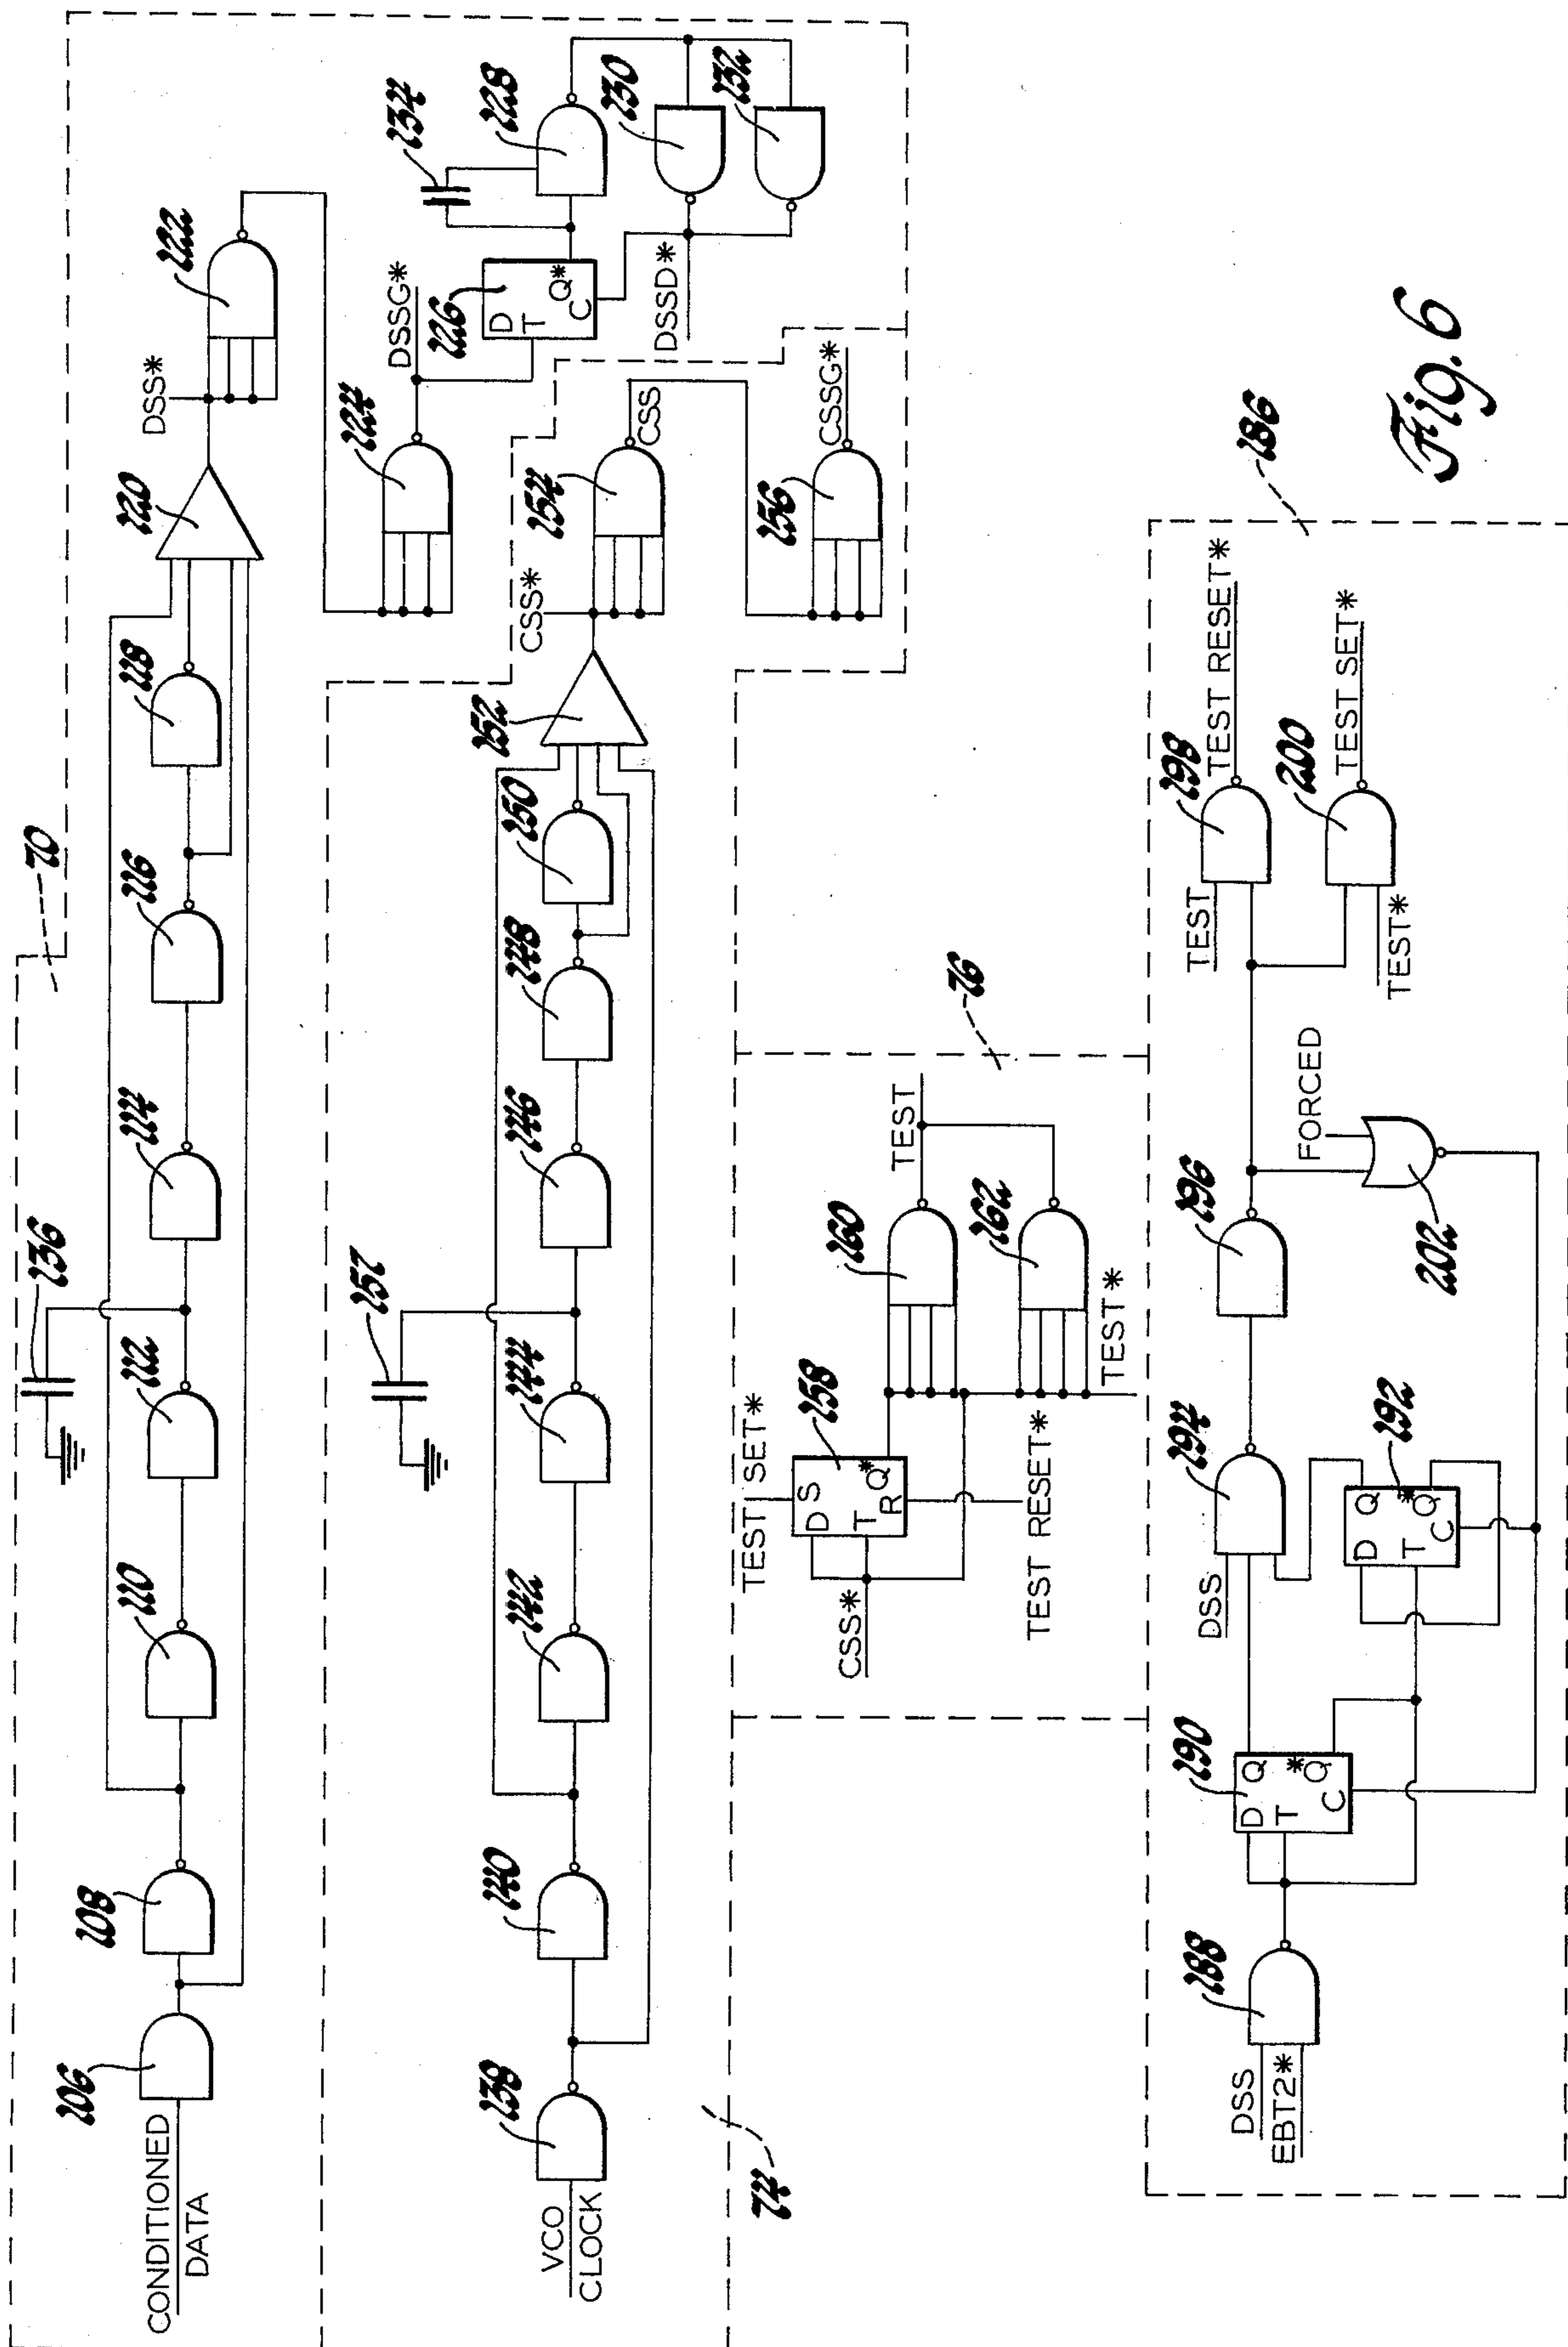 70
136
106
108
110
112
114
116
118
120
DSS*
122
CONDITIONED
DATA
124
DSSG*
126
134
128
130
132
D
T
Q*
C
DSSD*
157
138
140
142
144
146
148
150
152
CSS*
154
CSS
156
CSSG*
VCO
CLOCK
74
76
TEST SET*
158
D S
T *
Q
R
CSS*
TEST RESET*
160
162
TEST
TEST*
186
188
DSS
EBT2*
190
D Q
T *
Q
C
DSS
194
192
D Q
T *
Q
C
196
FORCED
202
TEST
198
TEST RESET*
200
TEST*
TEST SET*
Fig. 6